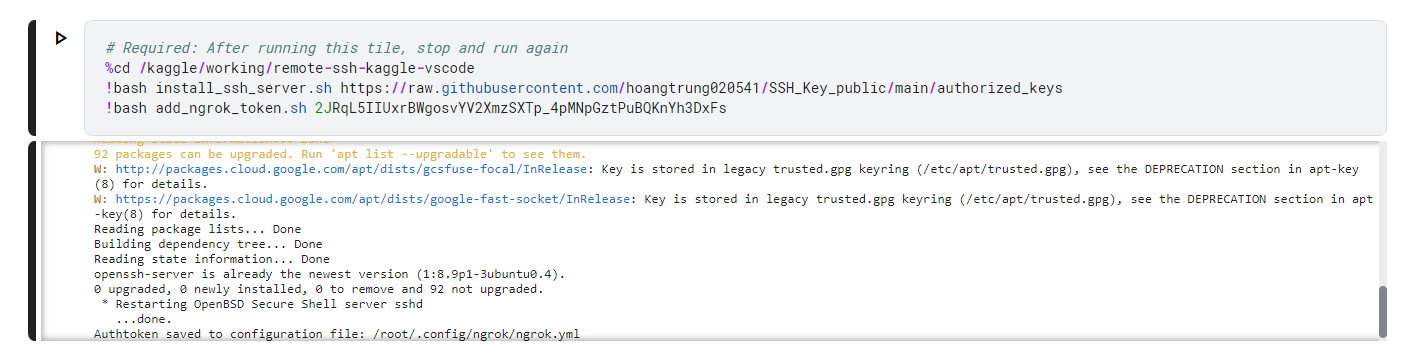 # Required: After running this tile, stop and run again
%cd /kaggle/working/remote-ssh-kaggle-vscode
!bash install_ssh_server.sh https://raw.githubusercontent.com/hoangtrung020541/SSH_Key_public/main/authorized_keys
!bash add_ngrok_token.sh 2JRqL5IIUxrBWgosvYV2XmzSXTp_4pMNpGztPuBQKnYh3DxFs
Reading state information... Done
92 packages can be upgraded. Run 'apt list --upgradable' to see them.
W: http://packages.cloud.google.com/apt/dists/gcsfuse-focal/InRelease: Key is stored in legacy trusted.gpg keyring (/etc/apt/trusted.gpg), see the DEPRECATION section in apt-key
(8) for details.
W: https://packages.cloud.google.com/apt/dists/google-fast-socket/InRelease: Key is stored in legacy trusted.gpg keyring (/etc/apt/trusted.gpg), see the DEPRECATION section in apt
-key(8) for details.
Reading package lists... Done
Building dependency tree... Done
Reading state information... Done
openssh-server is already the newest version (1:8.9p1-3ubuntu0.4).
0 upgraded, 0 newly installed, 0 to remove and 92 not upgraded.
* Restarting OpenBSD Secure Shell server sshd
...done.
Authtoken saved to configuration file: /root/.config/ngrok/ngrok.yml